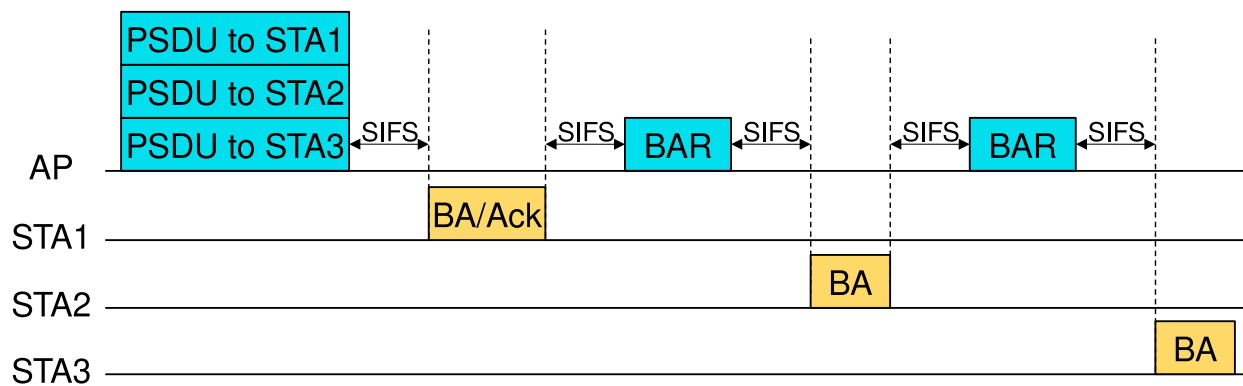 PSDU to STA1
PSDU to STA2
PSDU to STA3
SIFS
SIFS
BAR
SIFS
SIFS
BAR
SIFS
AP
BA/Ack
STA1
BA
STA2
BA
STA3